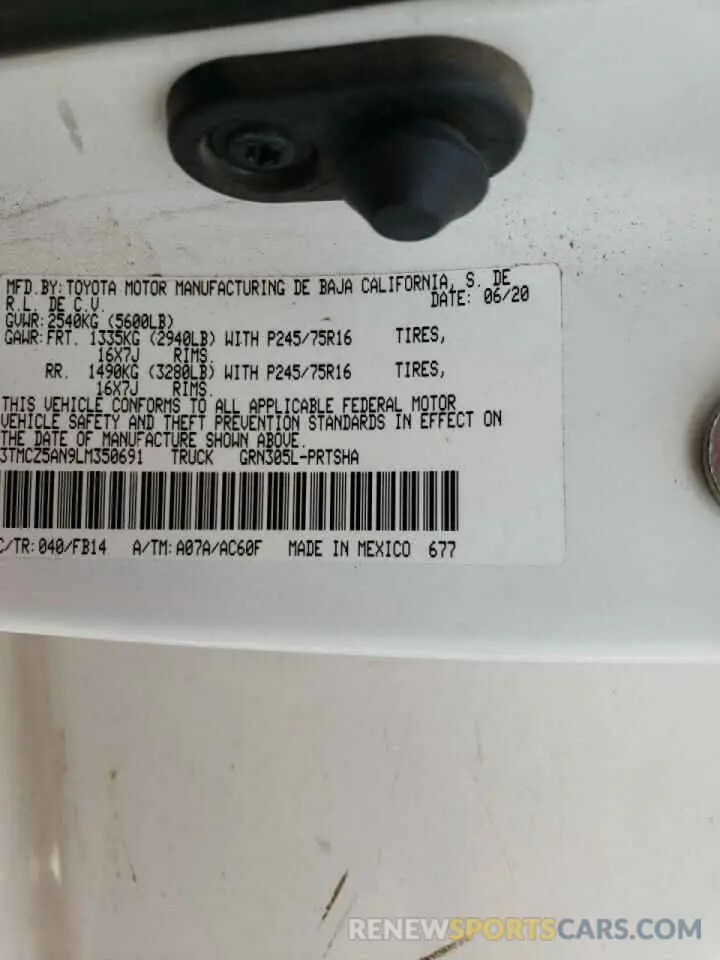 MFD.BY: TOYOTA MOTOR MANUFACTURING DE BAJA CALIFORNIA, S. DE
R.L. DE C.V. DATE: 06/20
GVWR: 2540KG (5600LB)
GAWR: FRT. 1335KG (2940LB) WITH P245/75R16 TIRES,
16X7J RIMS.
RR. 1490KG (3280LB) WITH P245/75R16 TIRES,
16X7J RIMS.
THIS VEHICLE CONFORMS TO ALL APPLICABLE FEDERAL MOTOR
VEHICLE SAFETY AND THEFT PREVENTION STANDARDS IN EFFECT ON
THE DATE OF MANUFACTURE SHOWN ABOVE.
3TMCZ5AN9LM350691 TRUCK GRN305L-PRTSHA
C/TR: 040/FB14 A/TM: A07A/AC60F MADE IN MEXICO 677
RENEWSPORTSCARS.COM